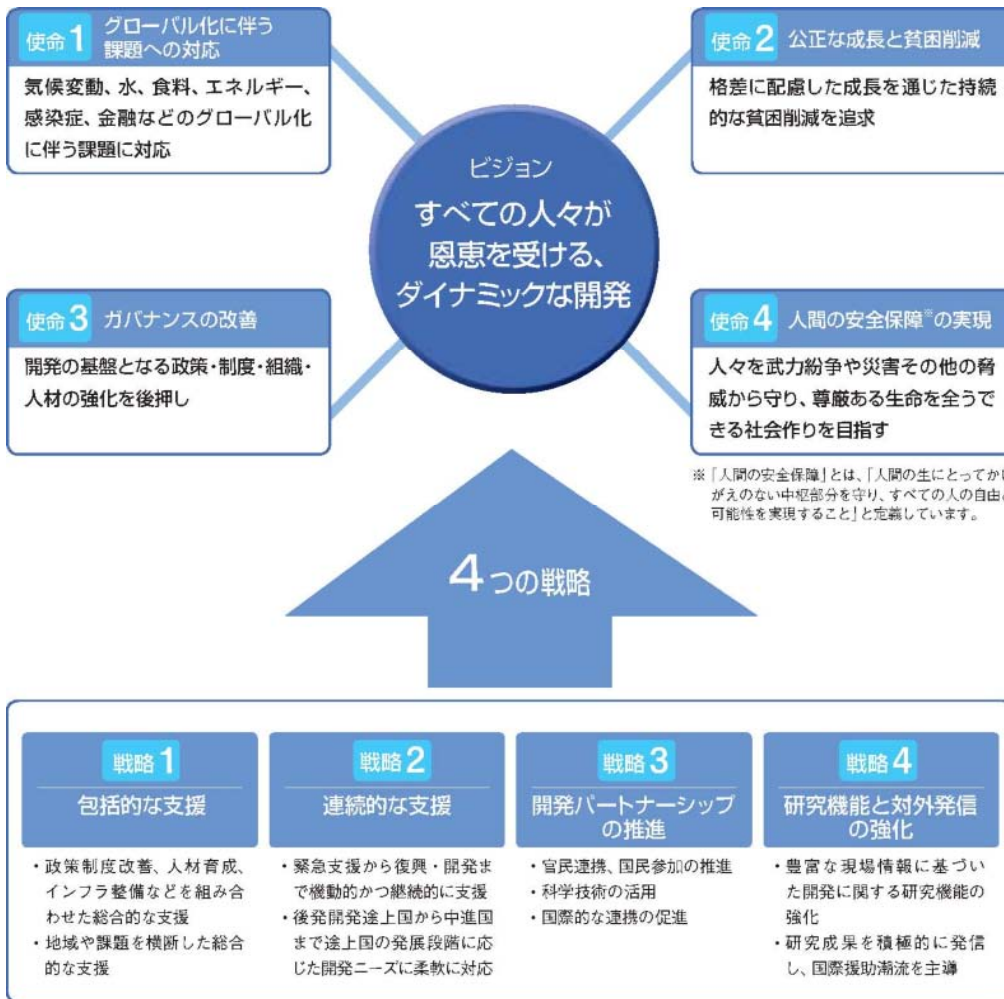 使命1 グローバル化に伴う
課題への対応
気候変動、水、食料、エネルギー、
感染症、金融などのグローバル化
に伴う課題に対応
使命2 公正な成長と貧困削減
格差に配慮した成長を通じた持続
的な貧困削減を追求
ビジョン
すべての人々が
恩恵を受ける、
ダイナミックな開発
使命3 ガバナンスの改善
開発の基盤となる政策・制度・組織・
人材の強化を後押し
使命4 人間の安全保障※の実現
人々を武力紛争や災害その他の脅
威から守り、尊厳ある生命を全うで
きる社会作りを目指す
※「人間の安全保障」とは、「人間の生にとってかけ
がえのない中枢部分を守り、すべての人の自由と
可能性を実現すること」と定義しています。
4つの戦略
戦略1
包括的な支援
・政策制度改善、人材育成、
インフラ整備などを組み合
わせた総合的な支援
・地域や課題を横断した総合
的な支援
戦略2
連続的な支援
・緊急支援から復興・開発ま
で機動的かつ継続的に支援
・後発開発途上国から中進国
まで途上国の発展段階に応
じた開発ニーズに柔軟に対応
戦略3
開発パートナーシップ
の推進
・官民連携、国民参加の推進
・科学技術の活用
・国際的な連携の促進
戦略4
研究機能と対外発信
の強化
・豊富な現場情報に基づい
た開発に関する研究機能の
強化
・研究成果を積極的に発信
し、国際援助潮流を主導